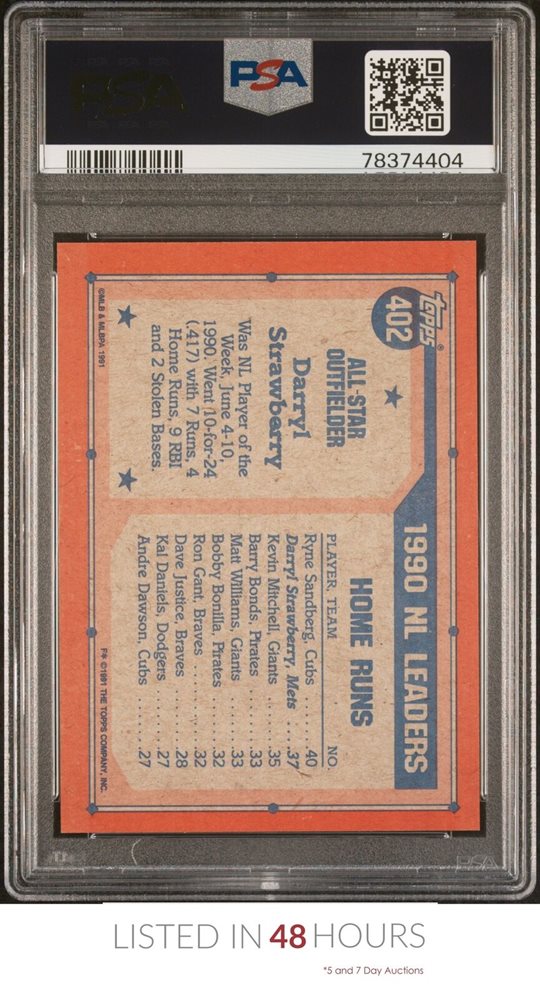 PSA
PSA
78374404
topps®
402
1990 NL LEADERS
ALL-STAR
OUTFIELDER
Darryl
Strawberry
Was NL Player of the
Week, June 4-10,
1990. Went 10-for-24
(.417) with 7 Runs, 4
Home Runs, 9 RBI
and 2 Stolen Bases.
HOME RUNS
PLAYER, TEAM NO.
Ryne Sandberg, Cubs . . . . 40
Darryl Strawberry, Mets . . . 37
Kevin Mitchell, Giants . . . . 35
Barry Bonds, Pirates . . . . . 33
Matt Williams, Giants . . . . 33
Bobby Bonilla, Pirates . . . . 32
Ron Gant, Braves . . . . . . 32
Dave Justice, Braves . . . . . 28
Kal Daniels, Dodgers . . . . . 27
Andre Dawson, Cubs . . . . . 27
©MLB & MLBPA 1991
F* ©1991 THE TOPPS COMPANY, INC.
PSA
LISTED IN 48 HOURS
*5 and 7 Day Auctions